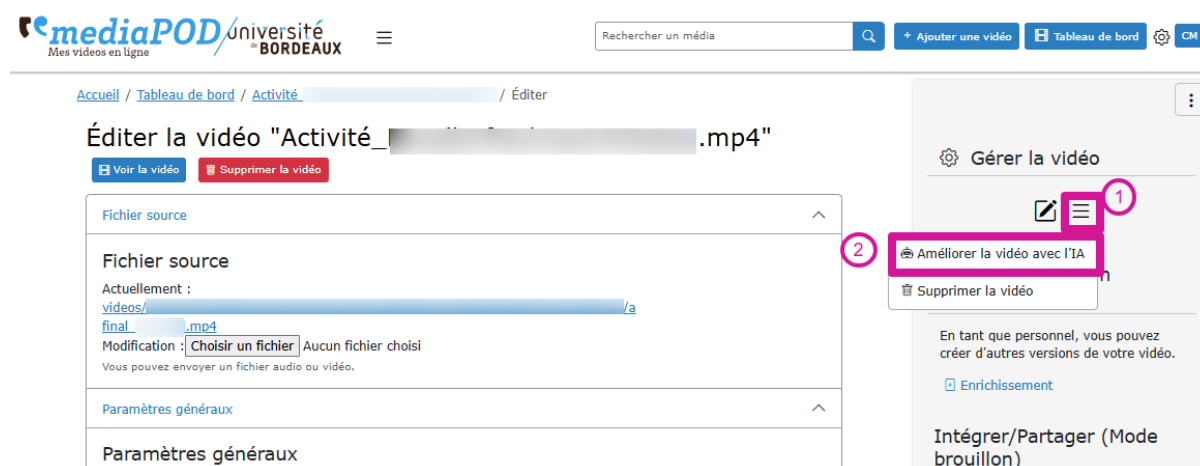 mediaPOD
Mes videos en ligne
université
de BORDEAUX
Rechercher un média
+ Ajouter une vidéo
Tableau de bord
CM
Accueil / Tableau de bord / Activité_ / Éditer
Éditer la vidéo "Activité_ .mp4"
Voir la vidéo
Supprimer la vidéo
Fichier source
Fichier source
Actuellement :
videos/ /a
final_ .mp4
Modification : Choisir un fichier Aucun fichier choisi
Vous pouvez envoyer un fichier audio ou vidéo.
Paramètres généraux
Paramètres généraux
Gérer la vidéo
1
2
Améliorer la vidéo avec l'IA
n
Supprimer la vidéo
En tant que personnel, vous pouvez
créer d'autres versions de votre vidéo.
Enrichissement
Intégrer/Partager (Mode
brouillon)